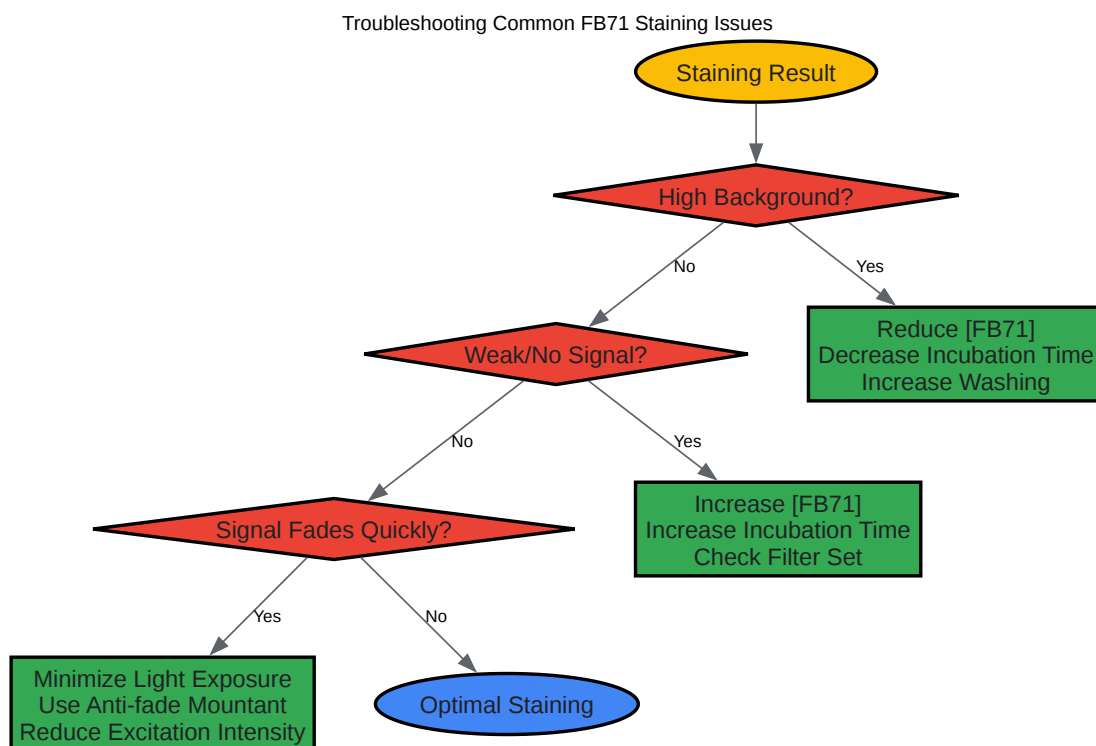 Troubleshooting Common FB71 Staining Issues
Staining Result
High Background?
No
Yes
Reduce [FB71]
Decrease Incubation Time
Increase Washing
Weak/No Signal?
No
Yes
Increase [FB71]
Increase Incubation Time
Check Filter Set
Signal Fades Quickly?
Yes
No
Minimize Light Exposure
Use Anti-fade Mountant
Reduce Excitation Intensity
Optimal Staining